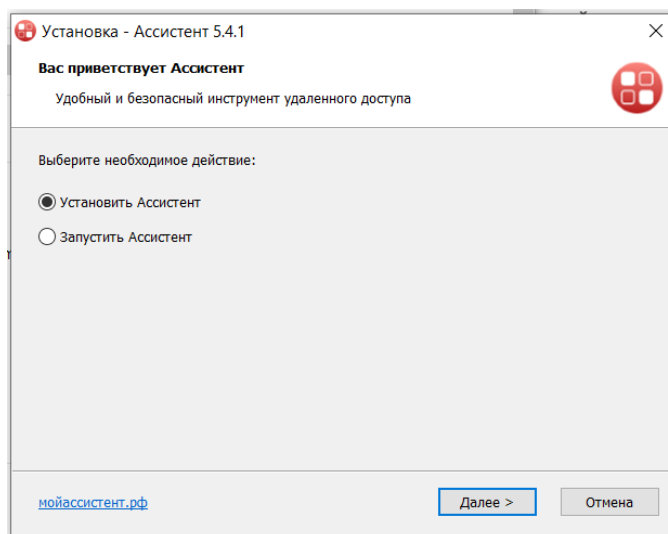 Установка - Ассистент 5.4.1
Вас приветствует Ассистент
Удобный и безопасный инструмент удаленного доступа
Выберите необходимое действие:
Установить Ассистент
Запустить Ассистент
мойассистент.рф
Далее >
Отмена